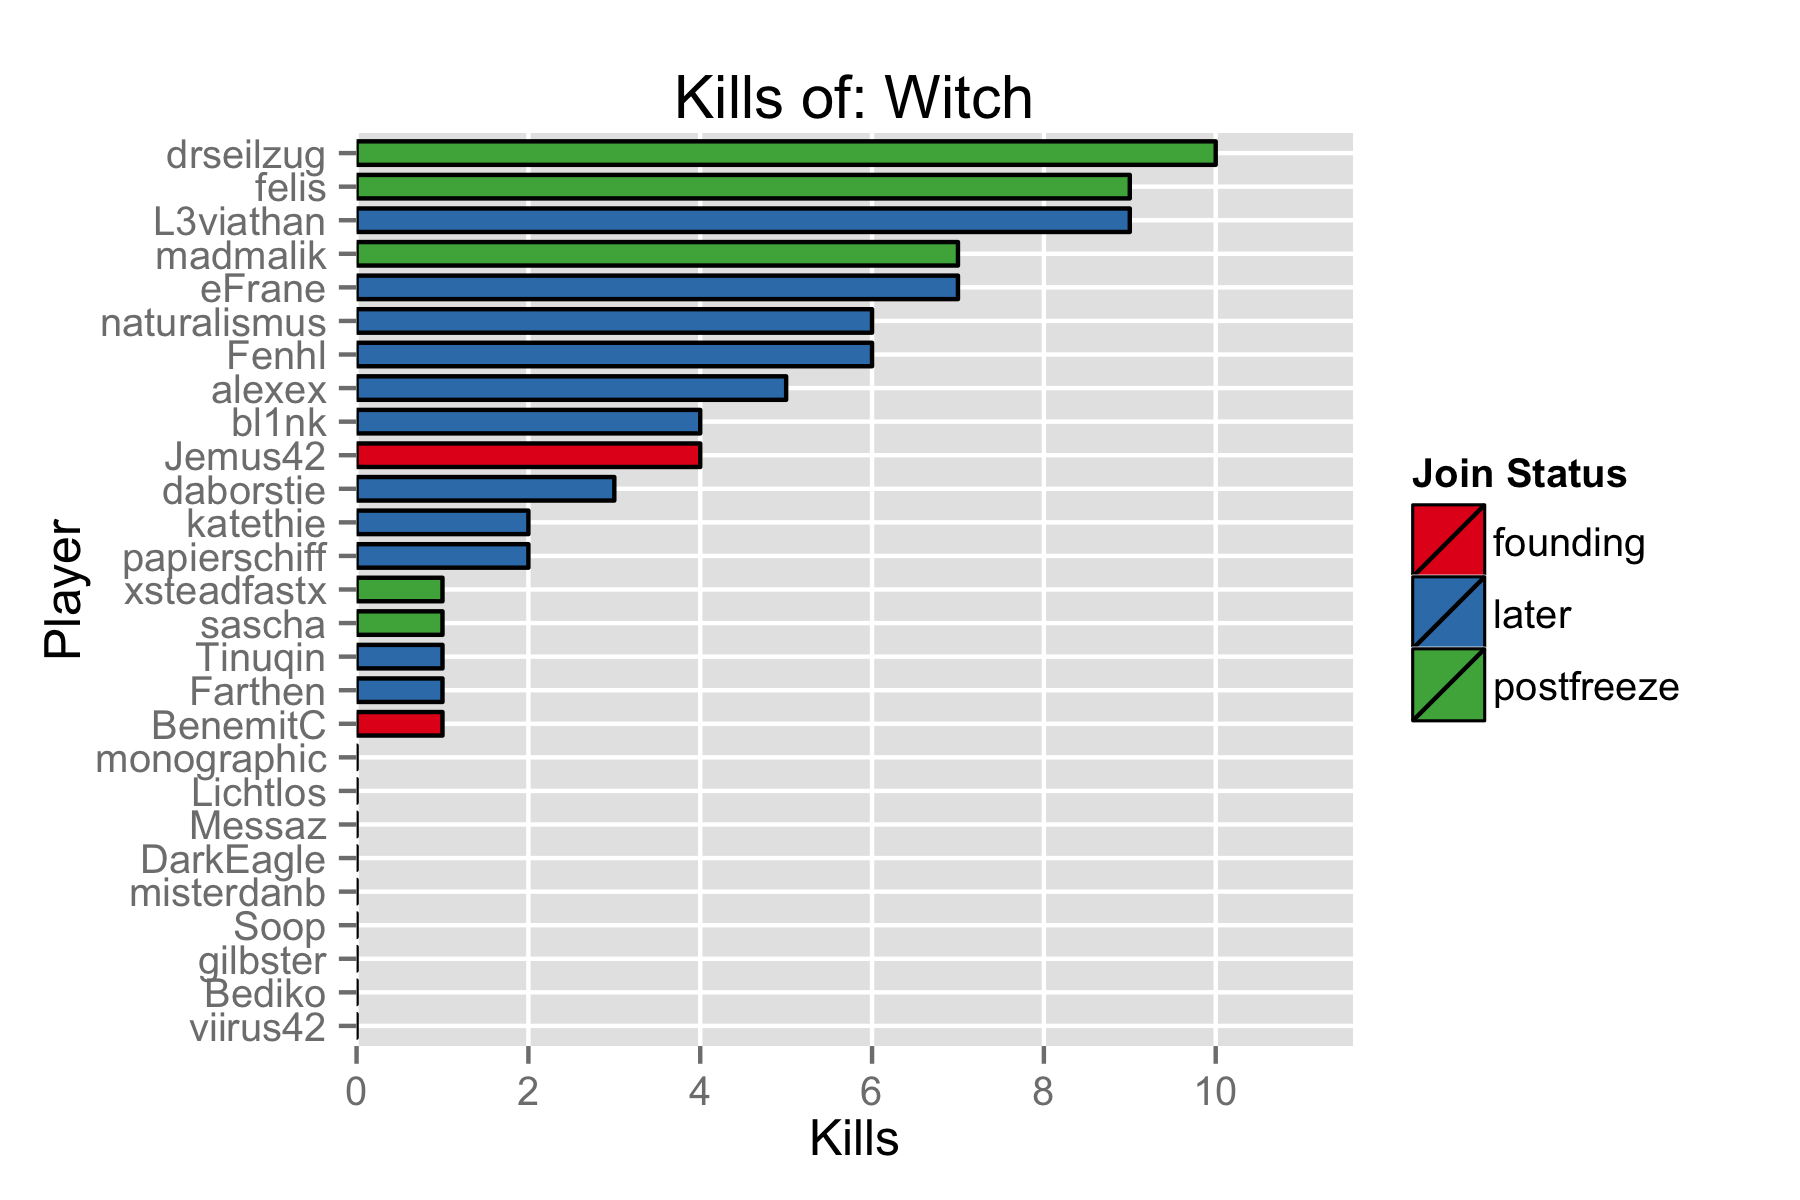 Kills of: Witch
drseilzug
felis
L3viathan
madmalik
eFrane
naturalismus
Fenhl
alexex
bl1nk
Jemus42
daborstie
katethie
papierschiff
xsteadfastx
sascha
Tinuqin
Farthen
BenemitC
monographic
Lichtlos
Messaz
DarkEagle
misterdanb
Soop
gilbster
Bediko
viirus42
Player
0 2 4 6 8 10
Kills
Join Status
founding
later
postfreeze